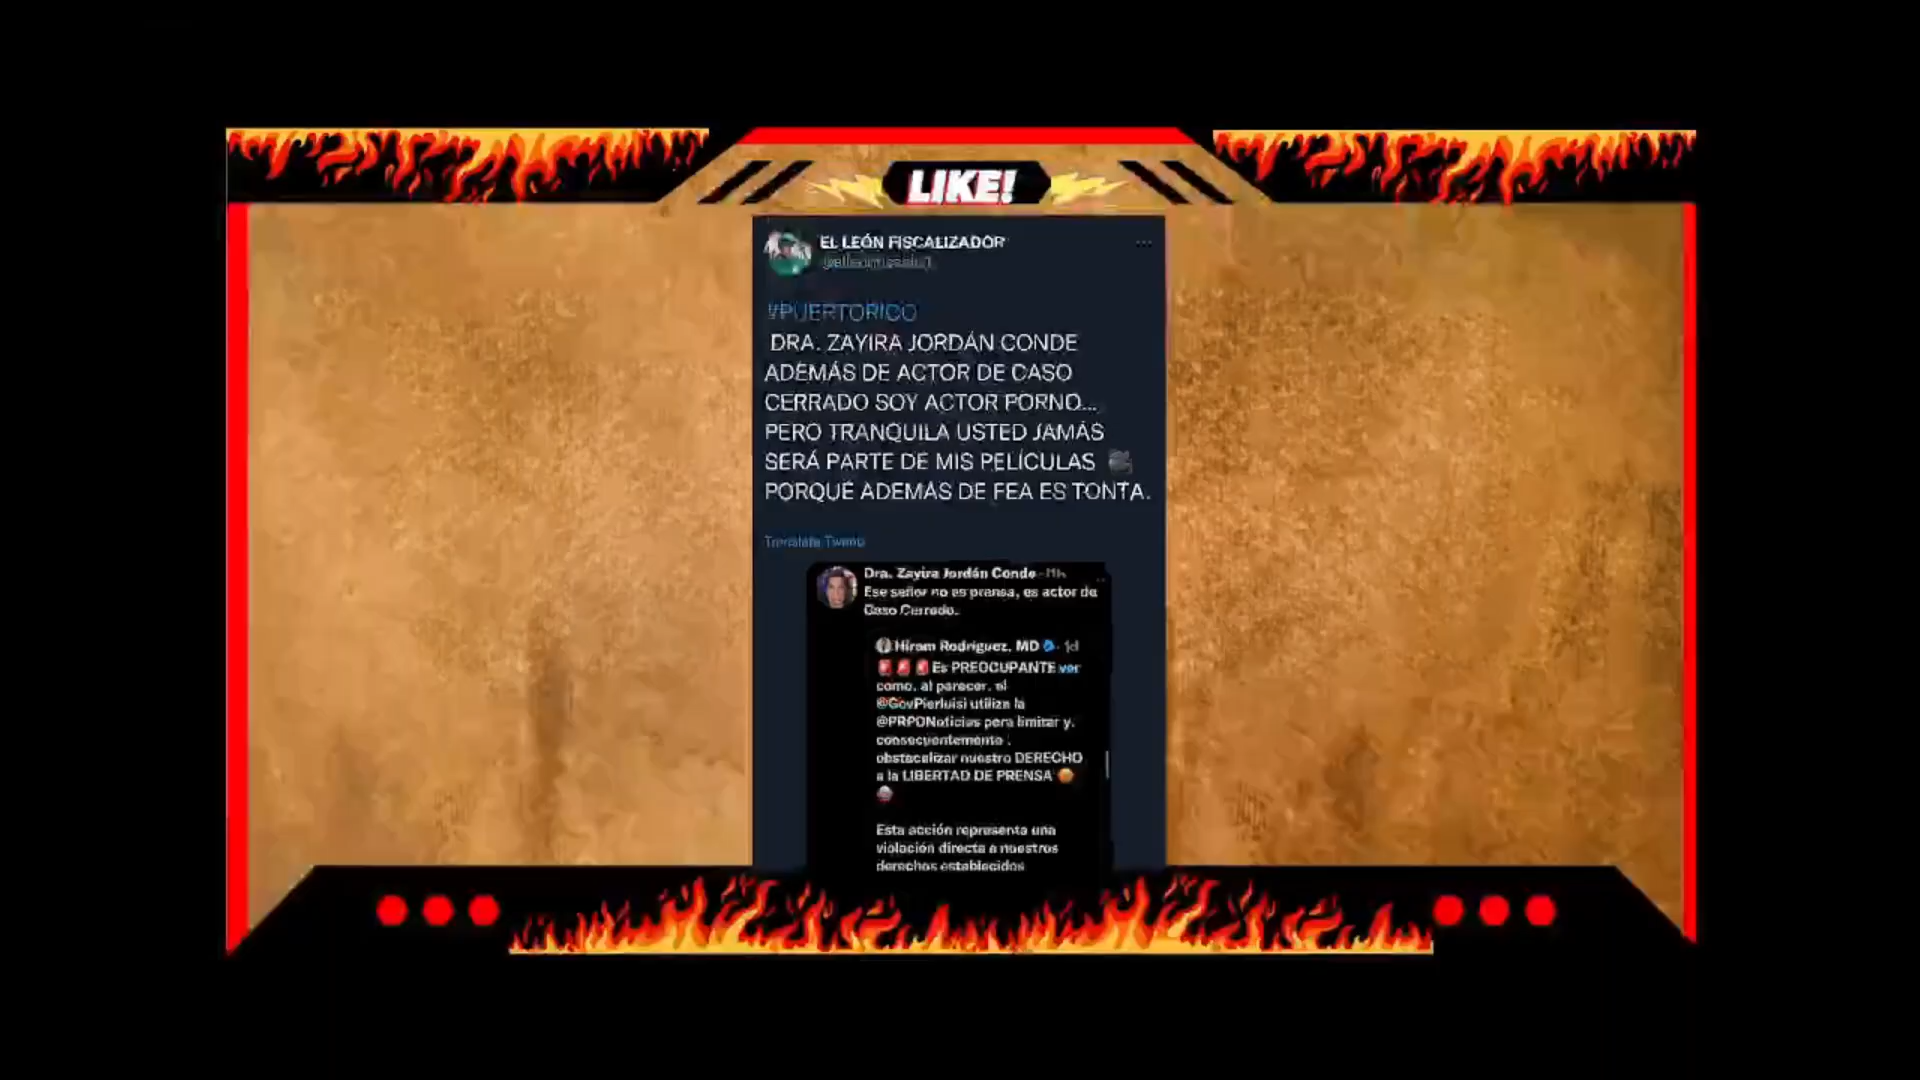 LIKE!
EL LEÓN FISCALIZADOR
#PUERTORICO
DRA. ZAYIRA JORDÁN CONDE
ADEMÁS DE ACTOR DE CASO
CERRADO SOY ACTOR PORNO...
PERO TRANQUILA USTED JAMÁS
SERÁ PARTE DE MIS PELÍCULAS
PORQUE ADEMÁS DE FEA ES TONTA.
Translate Tweet
Dra. Zayira Jordán Conde · 11h
Ese señor no es prensa, es actor de
Caso Cerrado.
Hiram Rodriguez, MD · 1d
Es PREOCUPANTE ver
como, al parecer, el
@GovPierluisi utiliza la
@PRPDNoticias para limitar y,
consecuentemente,
obstacalizar nuestro DERECHO
a la LIBERTAD DE PRENSA
Esta acción representa una
violación directa a nuestros
derechos establecidos